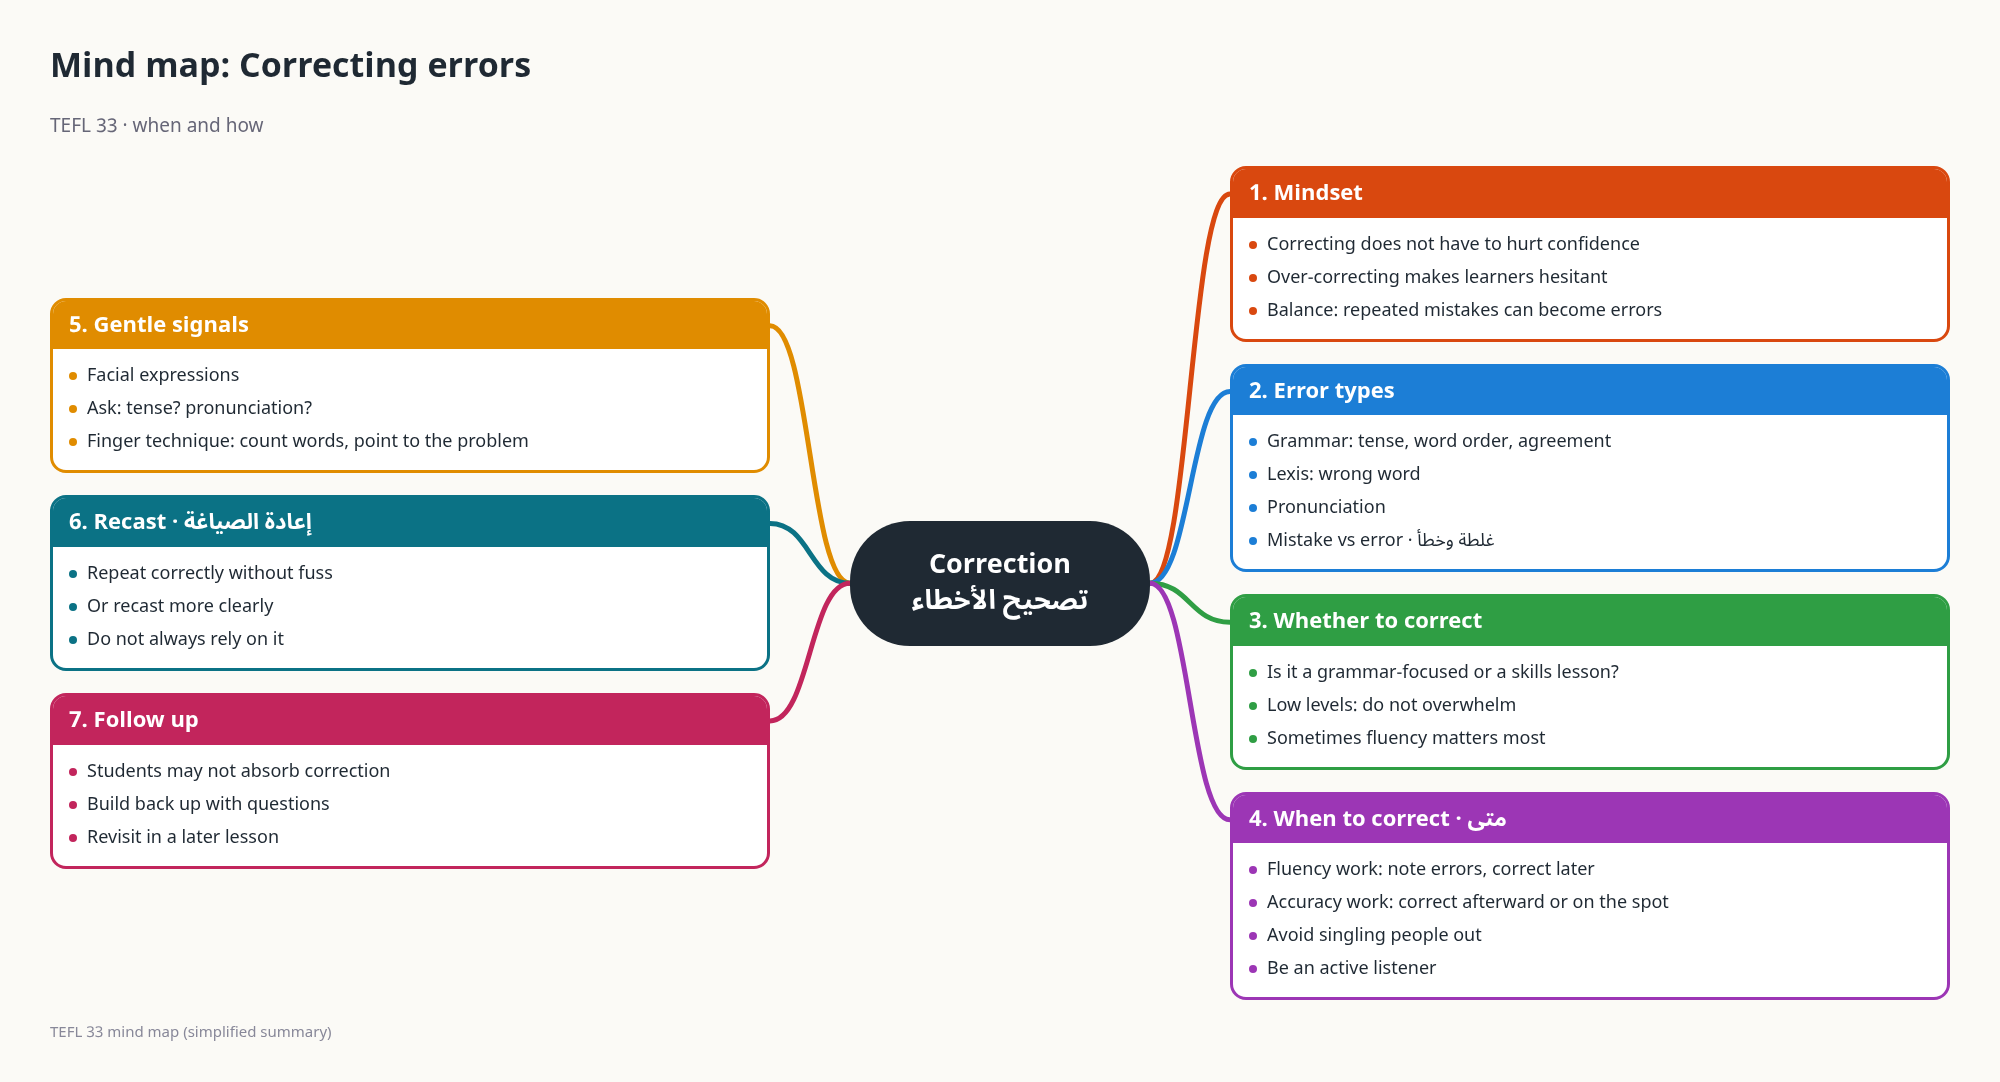 Mind map: Correcting errors
TEFL 33 · when and how
Correction
تصحيح الأخطاء
1. Mindset
Correcting does not have to hurt confidence
Over-correcting makes learners hesitant
Balance: repeated mistakes can become errors
2. Error types
Grammar: tense, word order, agreement
Lexis: wrong word
Pronunciation
Mistake vs error · غلطة وخطأ
3. Whether to correct
Is it a grammar-focused or a skills lesson?
Low levels: do not overwhelm
Sometimes fluency matters most
4. When to correct · متى
Fluency work: note errors, correct later
Accuracy work: correct afterward or on the spot
Avoid singling people out
Be an active listener
5. Gentle signals
Facial expressions
Ask: tense? pronunciation?
Finger technique: count words, point to the problem
6. Recast · إعادة الصياغة
Repeat correctly without fuss
Or recast more clearly
Do not always rely on it
7. Follow up
Students may not absorb correction
Build back up with questions
Revisit in a later lesson
TEFL 33 mind map (simplified summary)